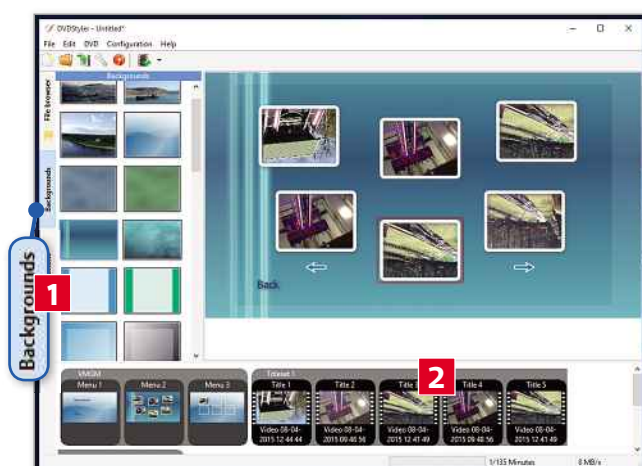 DVDStyler - Untitled*
File Edit DVD Configuration Help
Backgrounds
File browser
Backgrounds
Backgrounds
1
Back
VMGM
Menu 1
Menu 2
Menu 3
Titleset 1
Title 1
Title 2
Title 3
Title 4
Title 5
2
Video 08-04-
2015 12 44 44
Video 08-04-
2015 09 46 56
Video 08-04-
2015 12 41 49
Video 08-04-
2015 09 46 56
Video 08-04-
2015 12 41 49
1/135 Minutes
8 MB/s